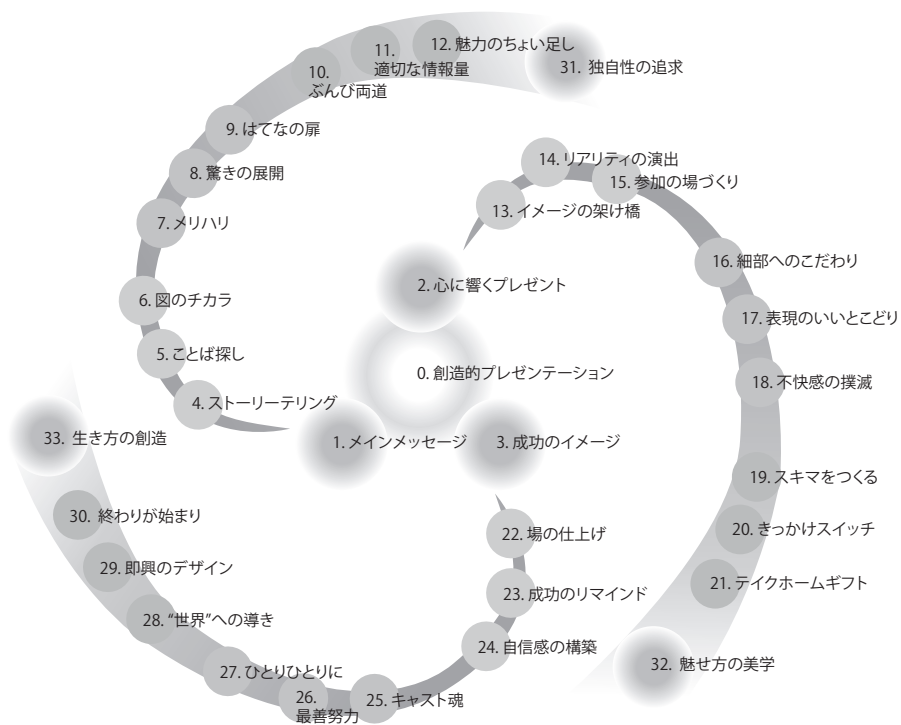 0. 創造的プレゼンテーション
1. メインメッセージ
2. 心に響くプレゼント
3. 成功のイメージ
4. ストーリーテリング
5. ことば探し
6. 図のチカラ
7. メリハリ
8. 驚きの展開
9. はてなの扉
10.
ぶんび両道
11.
適切な情報量
12. 魅力のちょい足し
13. イメージの架け橋
14. リアリティの演出
15. 参加の場づくり
16. 細部へのこだわり
17. 表現のいいとこどり
18. 不快感の撲滅
19. スキマをつくる
20. きっかけスイッチ
21. テイクホームギフト
22. 場の仕上げ
23. 成功のリマインド
24. 自信感の構築
25. キャスト魂
26.
最善努力
27. ひとりひとりに
28. “世界”への導き
29. 即興のデザイン
30. 終わりが始まり
31. 独自性の追求
32. 魅せ方の美学
33. 生き方の創造